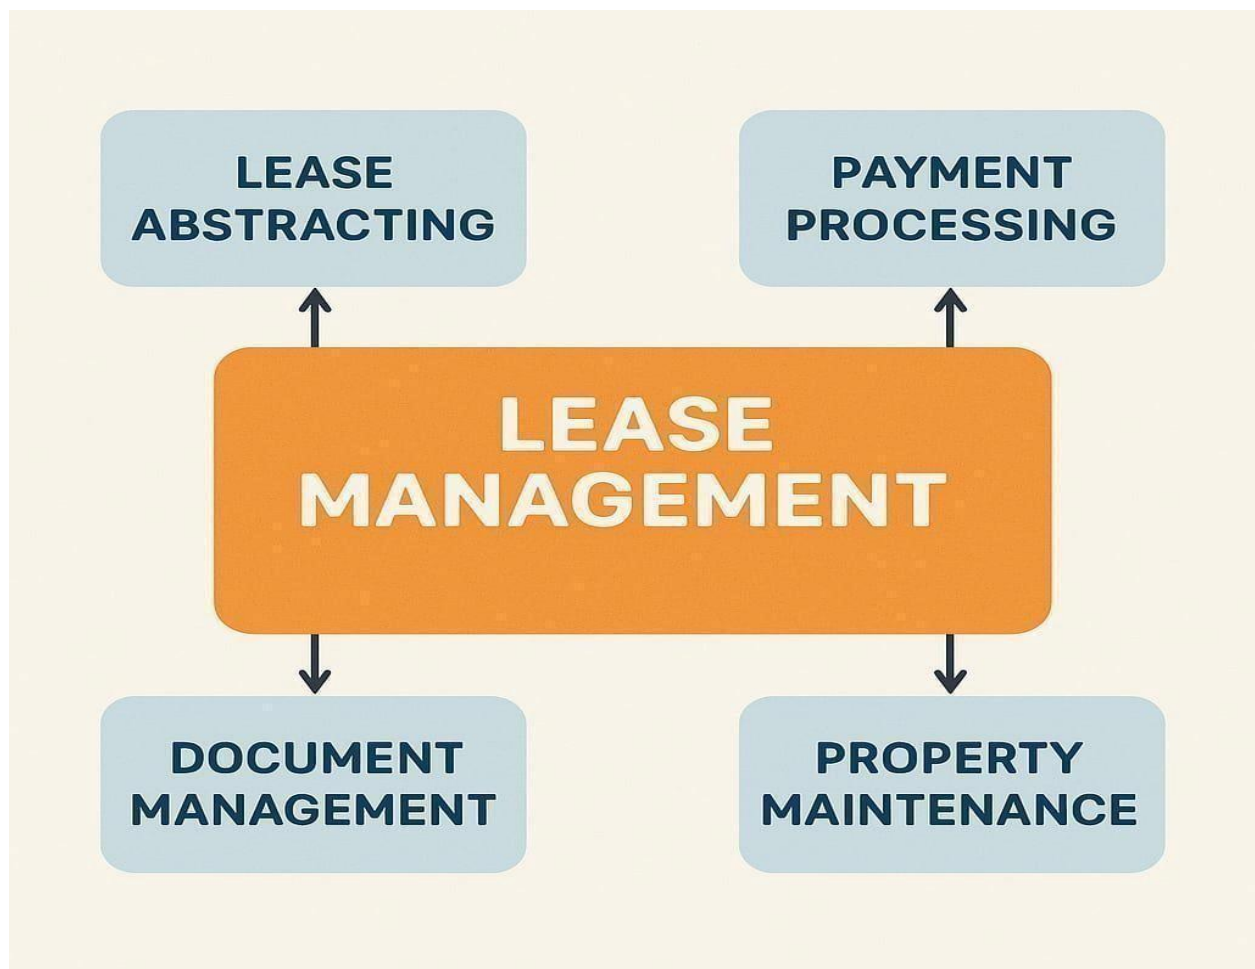 LEASE
ABSTRACTING
PAYMENT
PROCESSING
LEASE
MANAGEMENT
DOCUMENT
MANAGEMENT
PROPERTY
MAINTENANCE